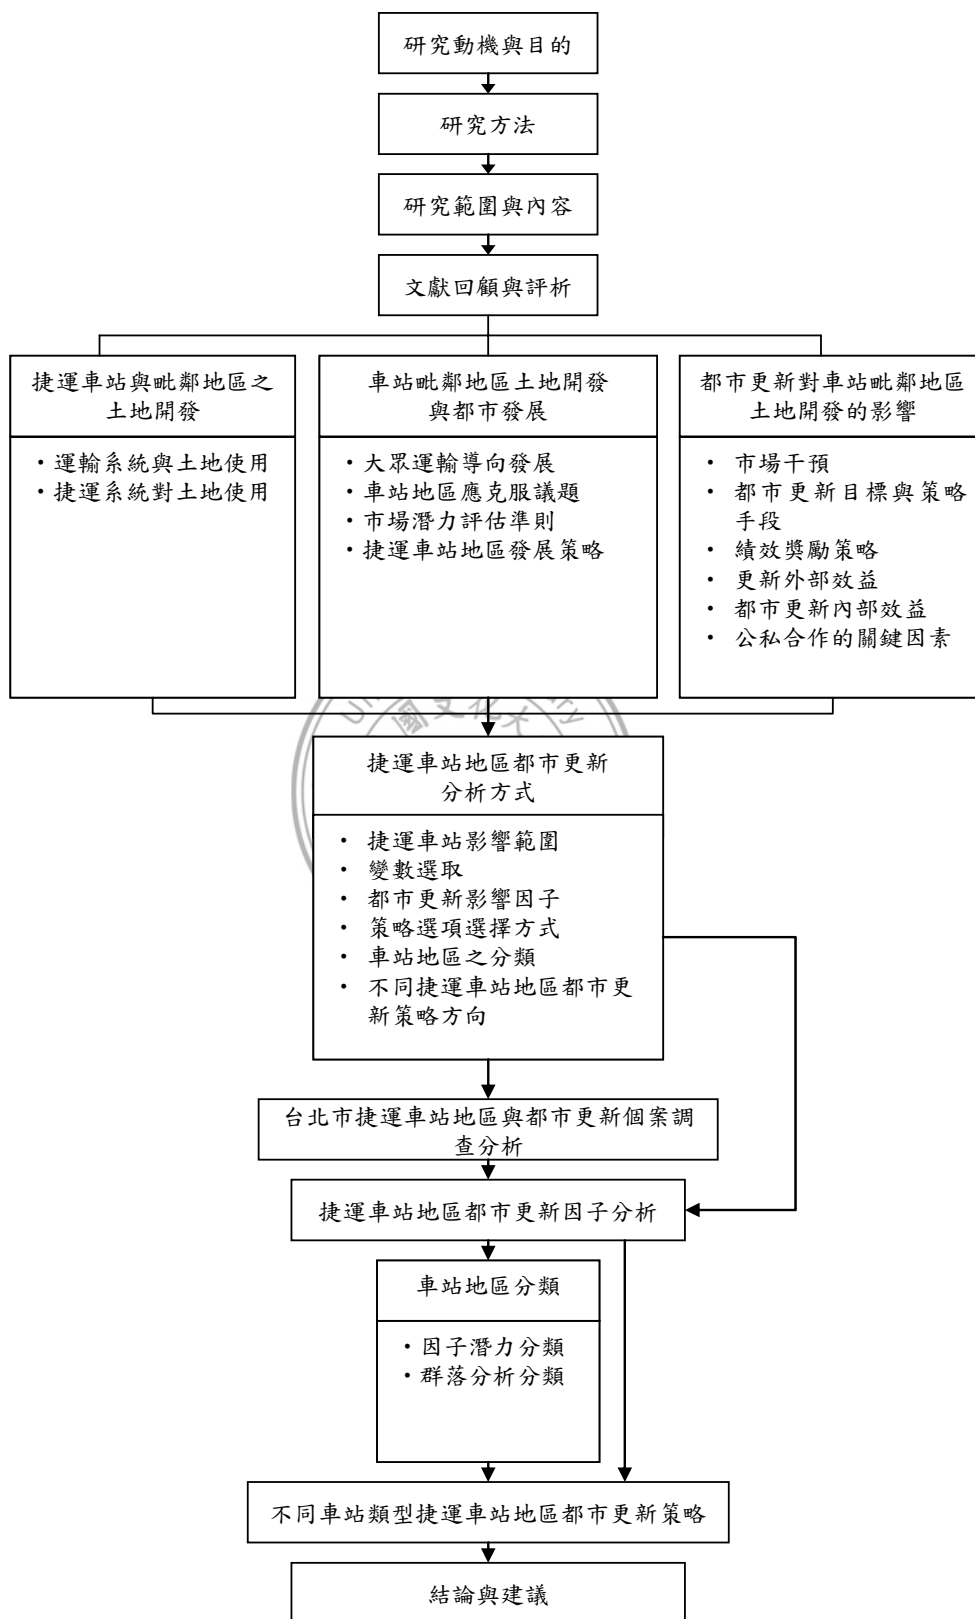 研究動機與目的
研究方法
研究範圍與內容
文獻回顧與評析
捷運車站與毗鄰地區之
土地開發
・運輸系統與土地使用
・捷運系統對土地使用
車站毗鄰地區土地開發
與都市發展
・大眾運輸導向發展
・車站地區應克服議題
・市場潛力評估準則
・捷運車站地區發展策略
都市更新對車站毗鄰地區
土地開發的影響
・ 市場干預
・ 都市更新目標與策略
手段
・ 績效獎勵策略
・ 更新外部效益
・ 都市更新內部效益
・ 公私合作的關鍵因素
國文化大
捷運車站地區都市更新
分析方式
・ 捷運車站影響範圍
・ 變數選取
・ 都市更新影響因子
・ 策略選項選擇方式
・ 車站地區之分類
・ 不同捷運車站地區都市更
新策略方向
台北市捷運車站地區與都市更新個案調
查分析
捷運車站地區都市更新因子分析
車站地區分類
・因子潛力分類
・群落分析分類
不同車站類型捷運車站地區都市更新策略
結論與建議